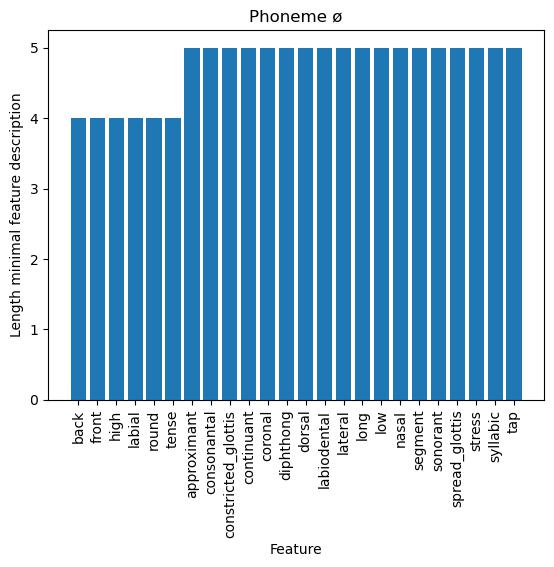 Phoneme ø
Length minimal feature description
5
4
3
2
1
0
back
front
high
labial
round
tense
approximant
consonantal
constricted_glottis
continuant
coronal
diphthong
dorsal
labiodental
lateral
long
low
nasal
segment
sonorant
spread_glottis
stress
syllabic
tap
Feature